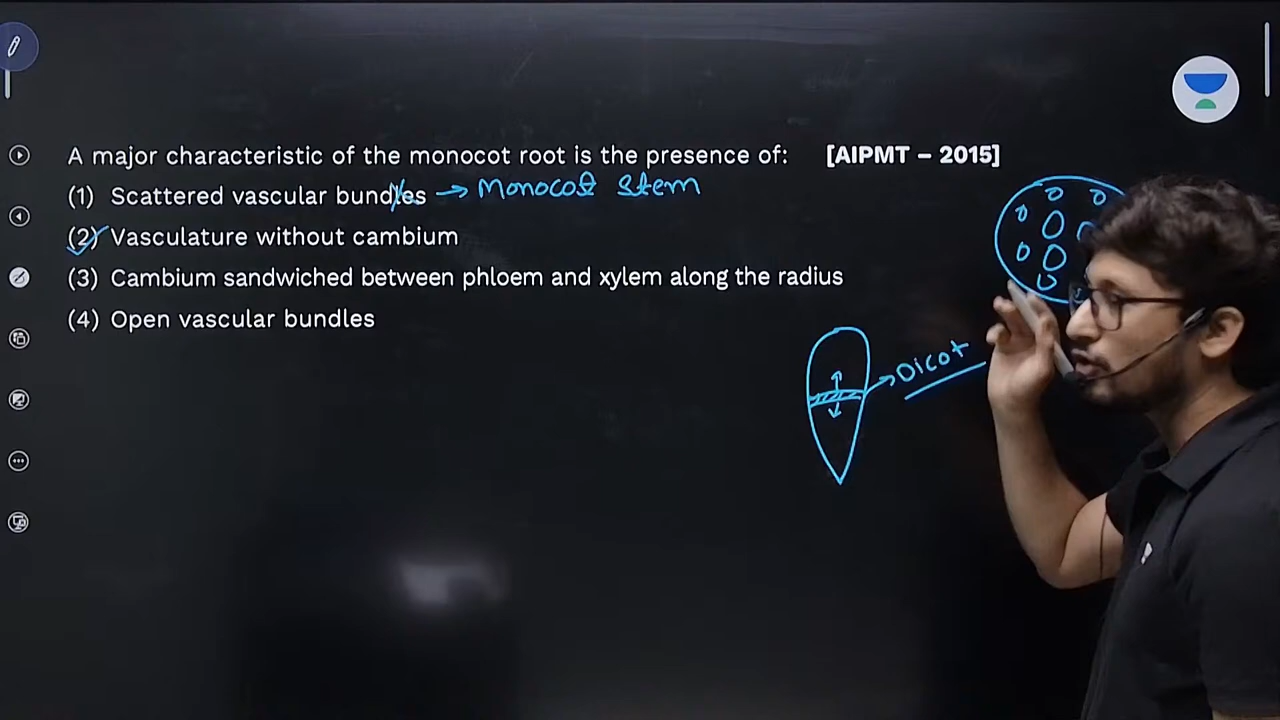 A major characteristic of the monocot root is the presence of: [AIPMT – 2015]
(1) Scattered vascular bundles → Monocot Stem
(2) Vasculature without cambium
(3) Cambium sandwiched between phloem and xylem along the radius
(4) Open vascular bundles
Dicot